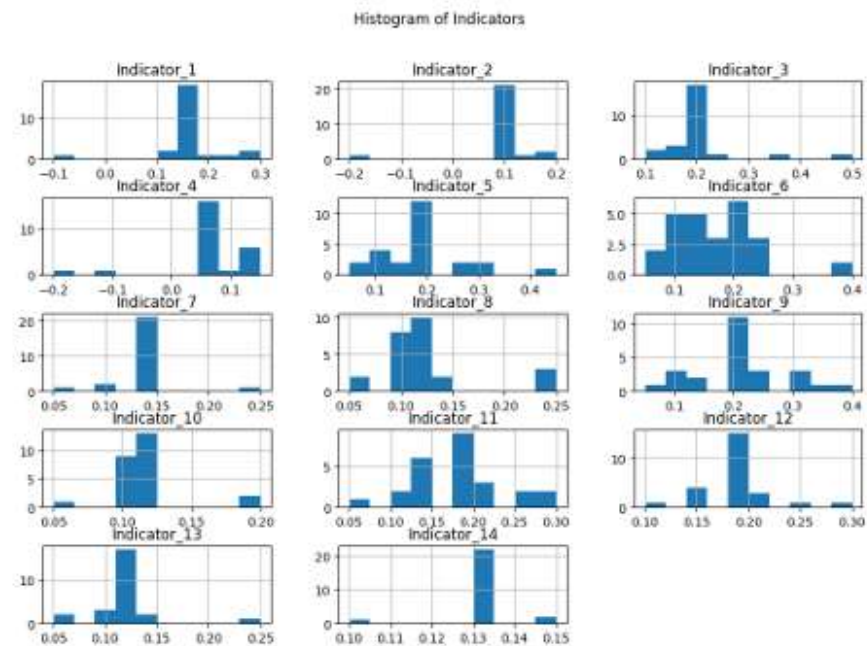 Histogram of Indicators
Indicator_1 Indicator_2 Indicator_3
10 0 20 10 0 10 0
−0.1 0.0 0.1 0.2 0.3 −0.2 −0.1 0.0 0.1 0.2 0.1 0.2 0.3 0.4 0.5
Indicator_4 Indicator_5 Indicator_6
10 0 10 5 0 5.0 2.5 0.0
−0.2 −0.1 0.0 0.1 0.1 0.2 0.3 0.4 0.1 0.2 0.3 0.4
Indicator_7 Indicator_8 Indicator_9
20 10 0 10 5 0 10 5 0
0.05 0.10 0.15 0.20 0.25 0.05 0.10 0.15 0.20 0.25 0.1 0.2 0.3 0.4
Indicator_10 Indicator_11 Indicator_12
10 5 0 5 0 10 0
0.05 0.10 0.15 0.20 0.05 0.10 0.15 0.20 0.25 0.30 0.10 0.15 0.20 0.25 0.30
Indicator_13 Indicator_14
10 0 20 10 0
0.05 0.10 0.15 0.20 0.25 0.10 0.11 0.12 0.13 0.14 0.15